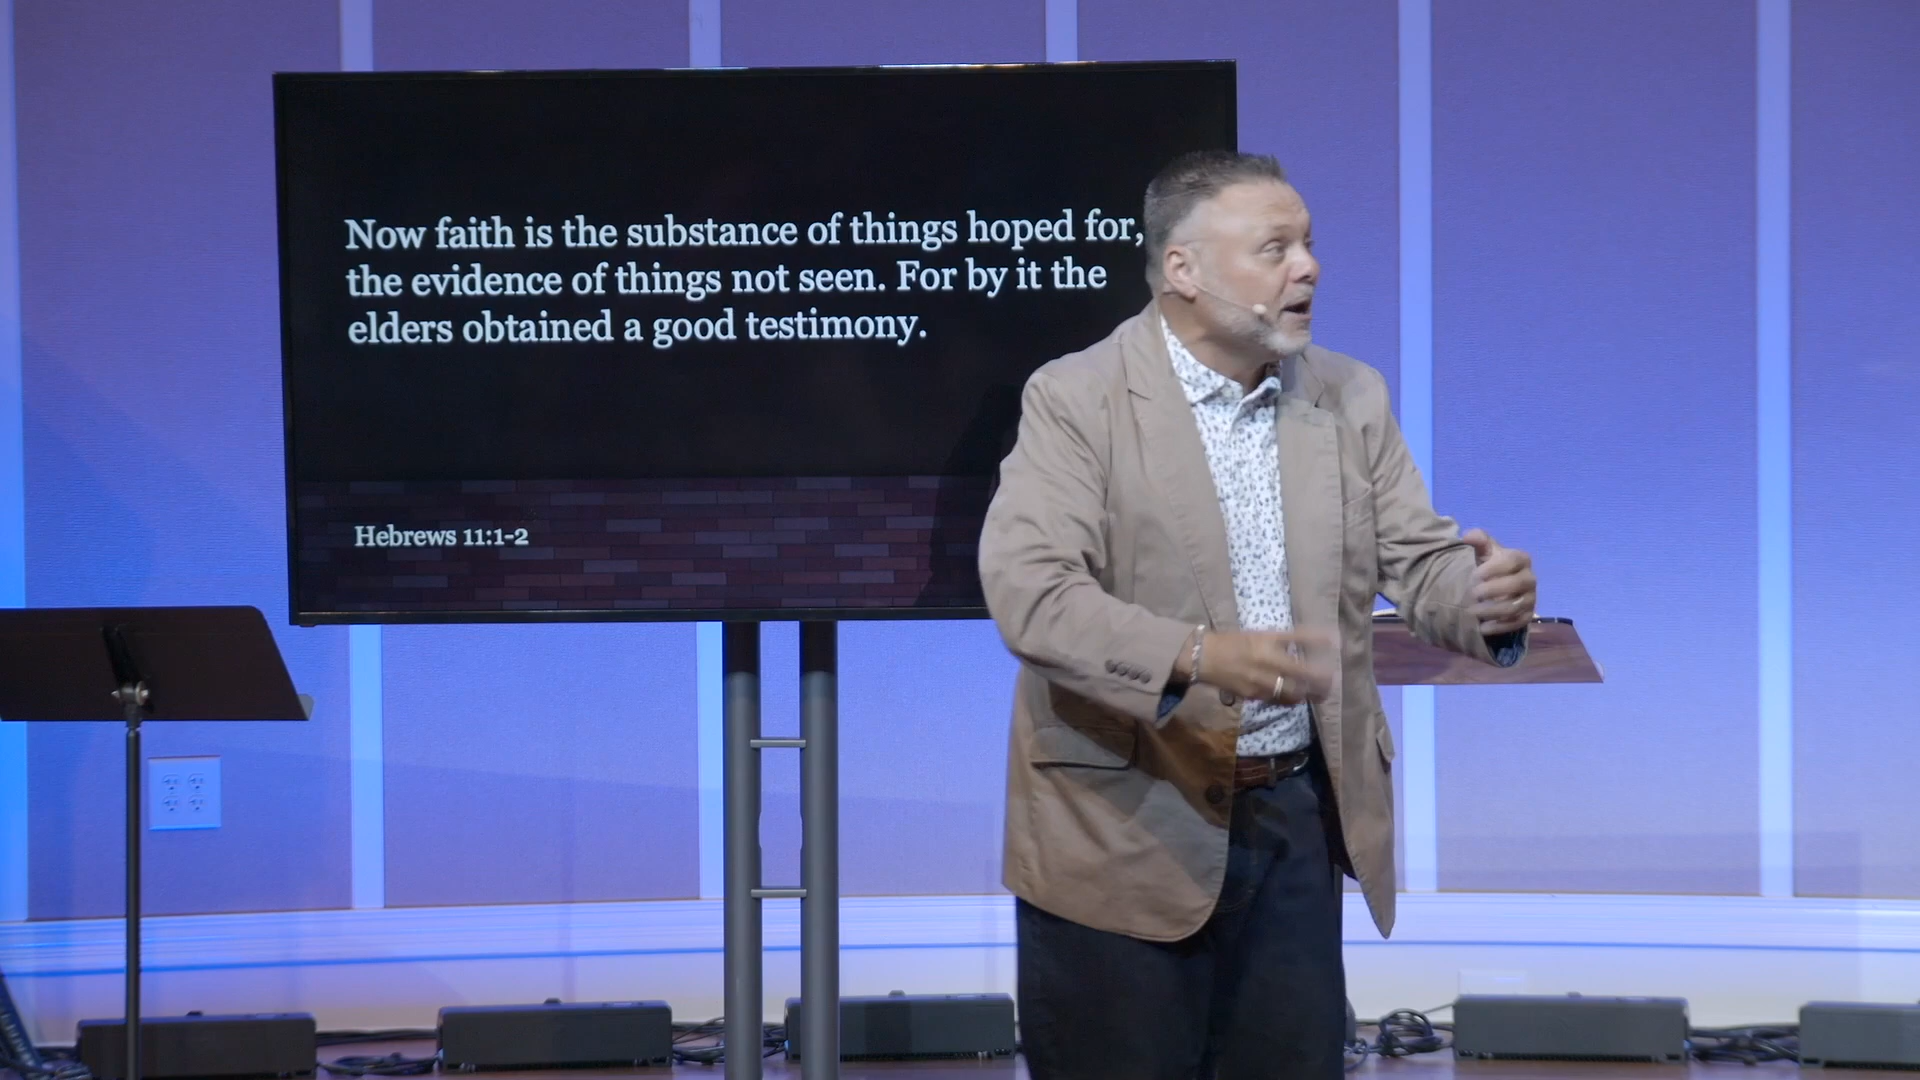 Now faith is the substance of things hoped for,
the evidence of things not seen. For by it the
elders obtained a good testimony.
Hebrews 11:1-2